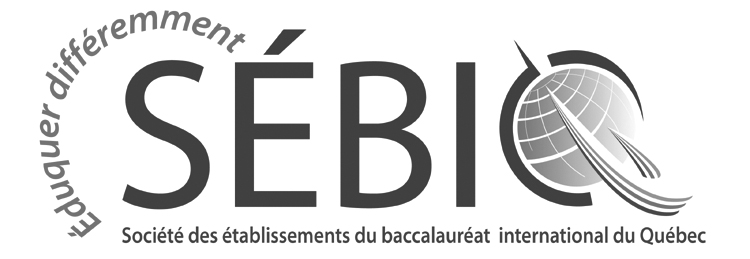 Éduquer différemment
SÉBIQ
Société des établissements du baccalauréat international du Québec